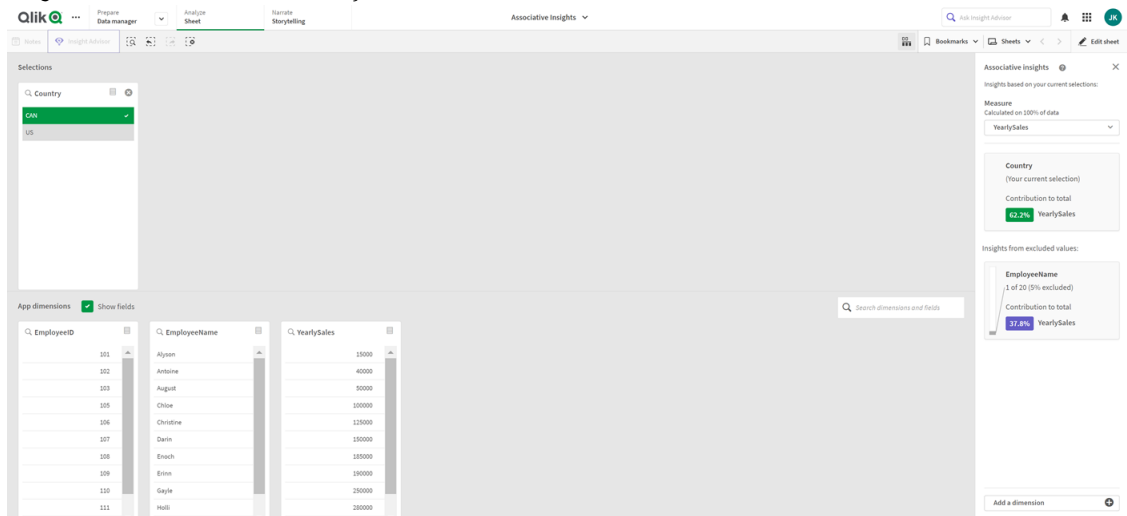 Qlik
Prepare
Data manager
Analyze
Sheet
Narrate
Storytelling
Associative Insights
Ask Insight Advisor
JK
Notes
Insight Advisor
Bookmarks
Sheets
Edit sheet
Selections
Country
CAN
US
App dimensions
Show fields
Search dimensions and fields
EmployeeID
101
102
103
105
106
107
108
109
110
111
EmployeeName
Alyson
Antoine
August
Chloe
Christine
Darin
Enoch
Erinn
Gayle
Holli
YearlySales
15000
40000
50000
100000
125000
150000
185000
190000
250000
280000
Associative insights
Insights based on your current selections:
Measure
Calculated on 100% of data
YearlySales
Country
(Your current selection)
Contribution to total
62.2% YearlySales
Insights from excluded values:
EmployeeName
1 of 20 (5% excluded)
Contribution to total
37.8% YearlySales
Add a dimension